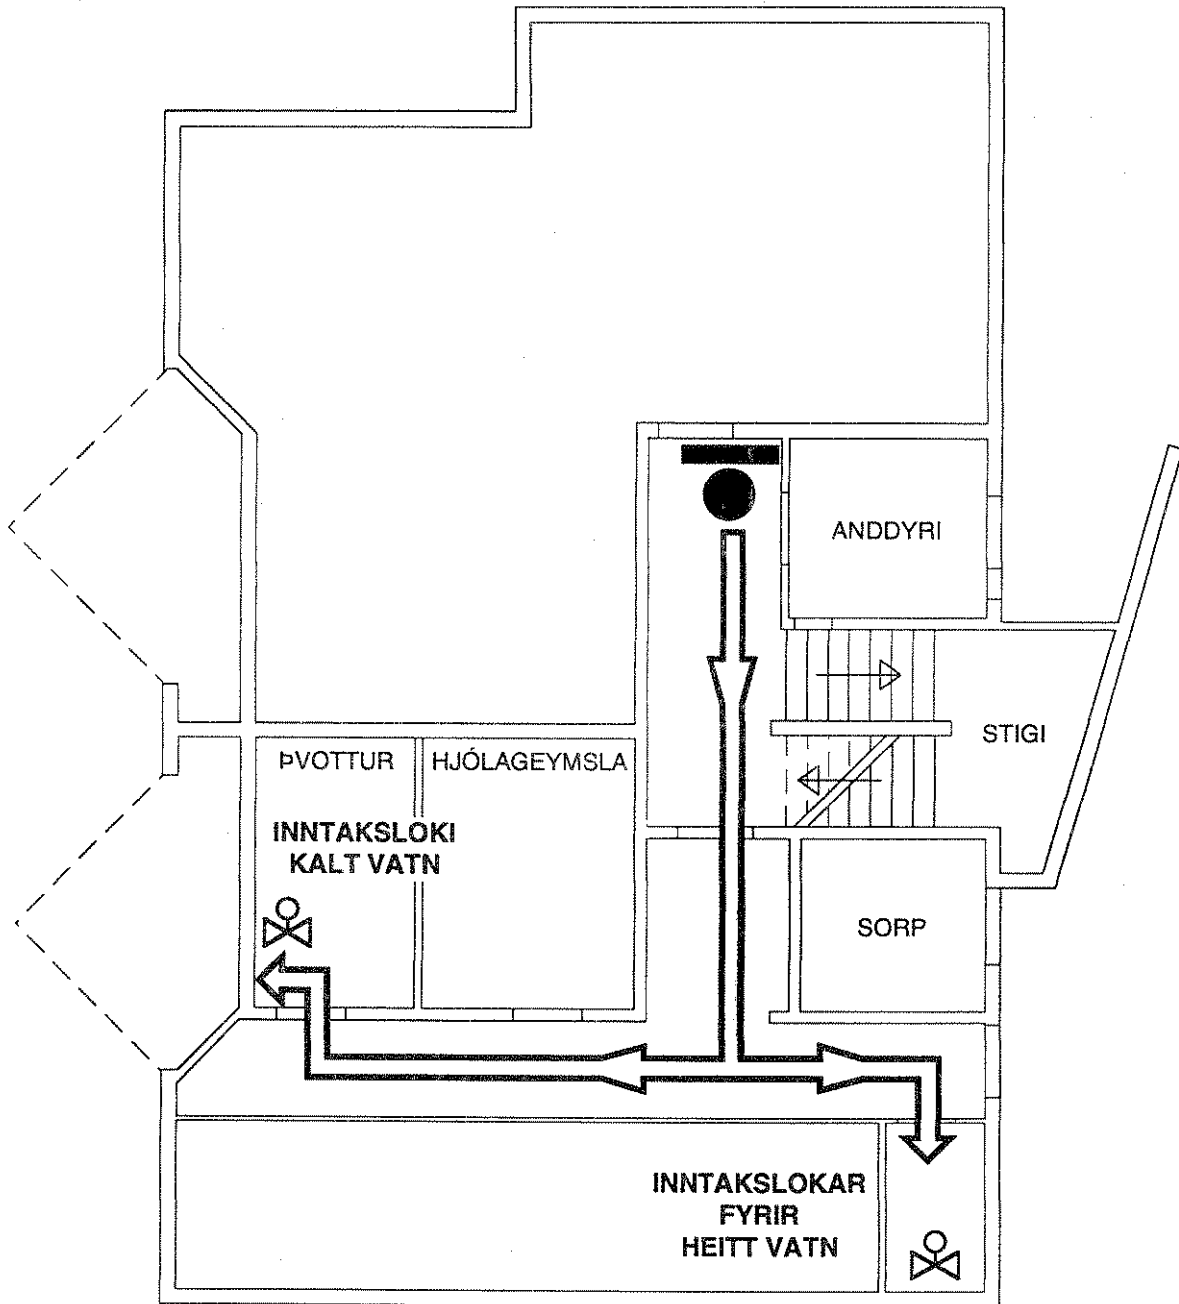 ANDDYRI
STIGI
ÞVOTTUR
HJÓLAGEYMSLA
INNTAKSLOKI
KALT VATN
SORP
INNTAKSLOKAR
FYRIR
HEITT VATN